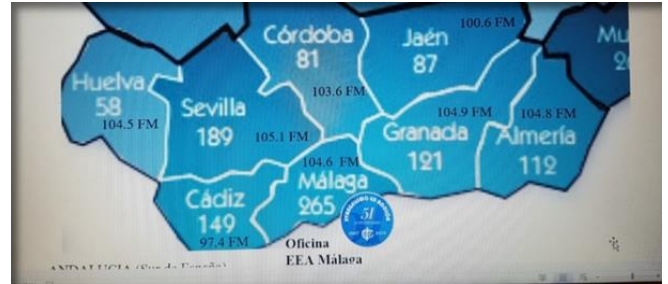 100.6 FM
Córdoba
81
Jaén
87
Huelva
58
104.5 FM
Sevilla
189
103.6 FM
105.1 FM
104.9 FM
104.8 FM
Granada
121
Almería
112
104.6 FM
Málaga
265
Cádiz
149
97.4 FM
51
Oficina
EEA Málaga